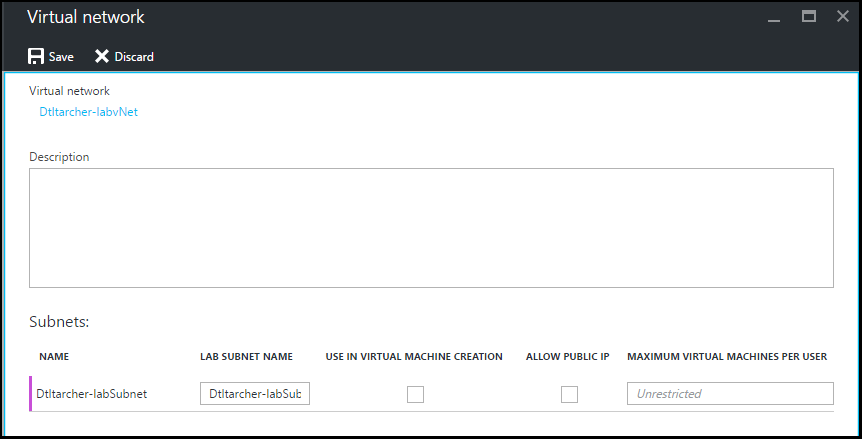 Virtual network
Save Discard
Virtual network
Dtltarcher-labvNet
Description
Subnets:
NAME LAB SUBNET NAME USE IN VIRTUAL MACHINE CREATION ALLOW PUBLIC IP MAXIMUM VIRTUAL MACHINES PER USER
Dtltarcher-labSubnet Dtltarcher-labSub Unrestricted